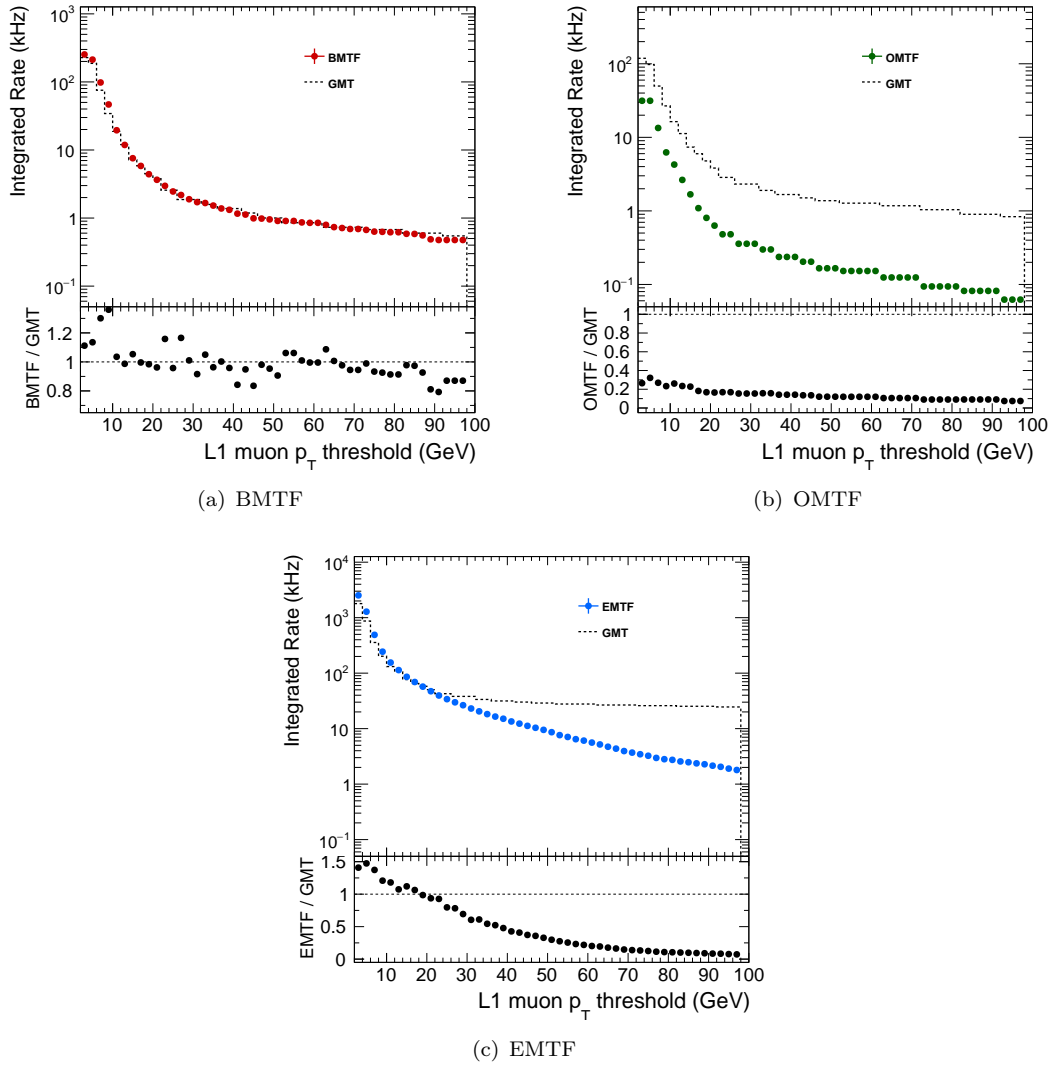 Integrated Rate (kHz)
10³
10²
10
1
10⁻¹
BMTF
GMT
BMTF / GMT
1.2
1
0.8
10 20 30 40 50 60 70 80 90 100
L1 muon p_T threshold (GeV)
(a) BMTF
Integrated Rate (kHz)
10²
10
1
10⁻¹
OMTF
GMT
OMTF / GMT
1
0.8
0.6
0.4
0.2
0
10 20 30 40 50 60 70 80 90 100
L1 muon p_T threshold (GeV)
(b) OMTF
Integrated Rate (kHz)
10⁴
10³
10²
10
1
10⁻¹
EMTF
GMT
EMTF / GMT
1.5
1
0.5
0
10 20 30 40 50 60 70 80 90 100
L1 muon p_T threshold (GeV)
(c) EMTF